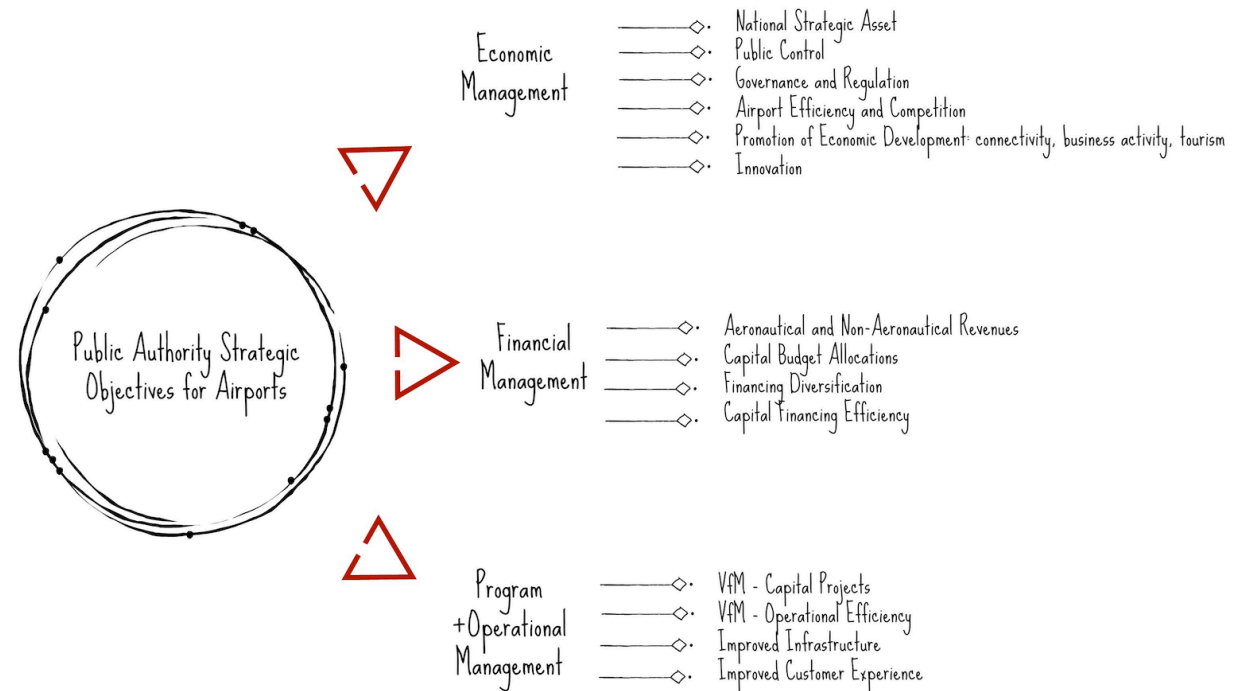 Public Authority Strategic
Objectives for Airports
Economic
Management
National Strategic Asset
Public Control
Governance and Regulation
Airport Efficiency and Competition
Promotion of Economic Development: connectivity, business activity, tourism
Innovation
Financial
Management
Aeronautical and Non-Aeronautical Revenues
Capital Budget Allocations
Financing Diversification
Capital Financing Efficiency
Program
+Operational
Management
VfM - Capital Projects
VfM - Operational Efficiency
Improved Infrastructure
Improved Customer Experience